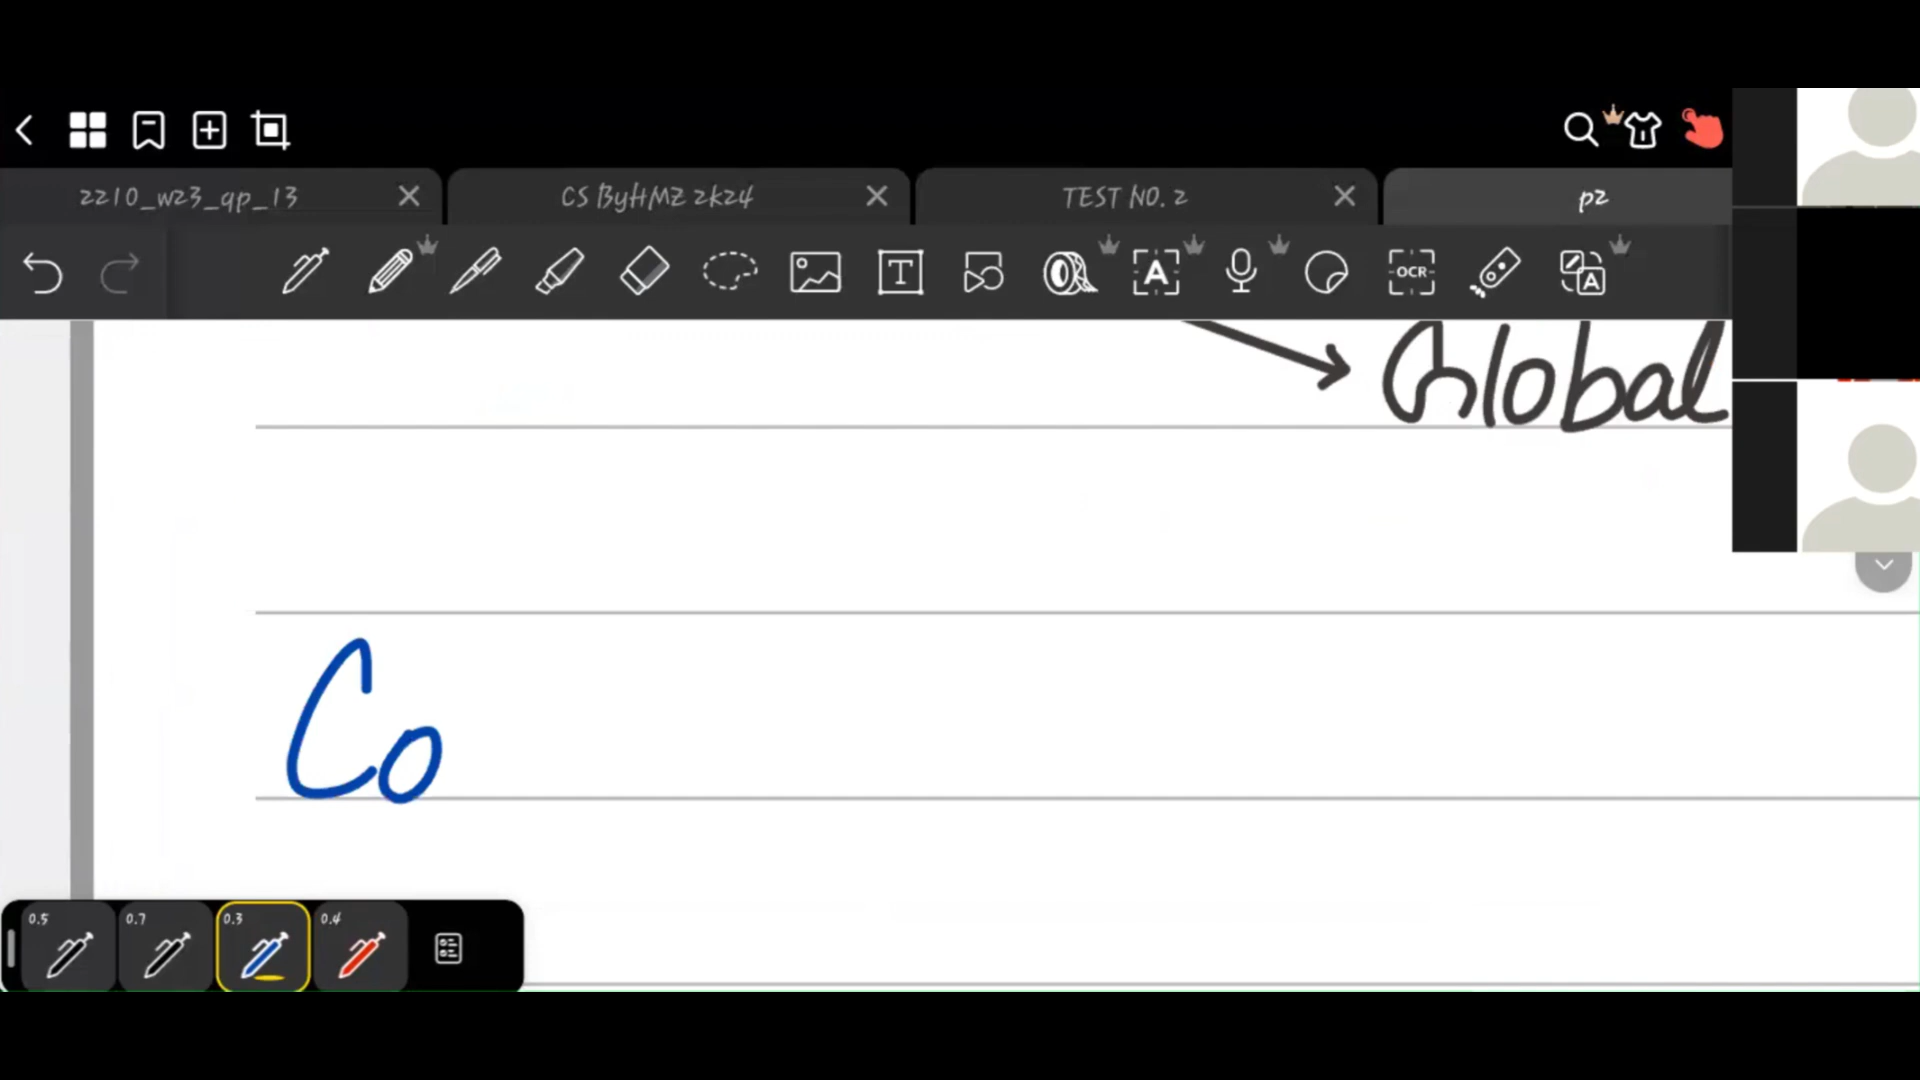 2210_w23_qp_13
CS ByHMZ 2k24
TEST NO. 2
p2
T
A
OCR
A
Global
Co
0.5
0.7
0.3
0.4